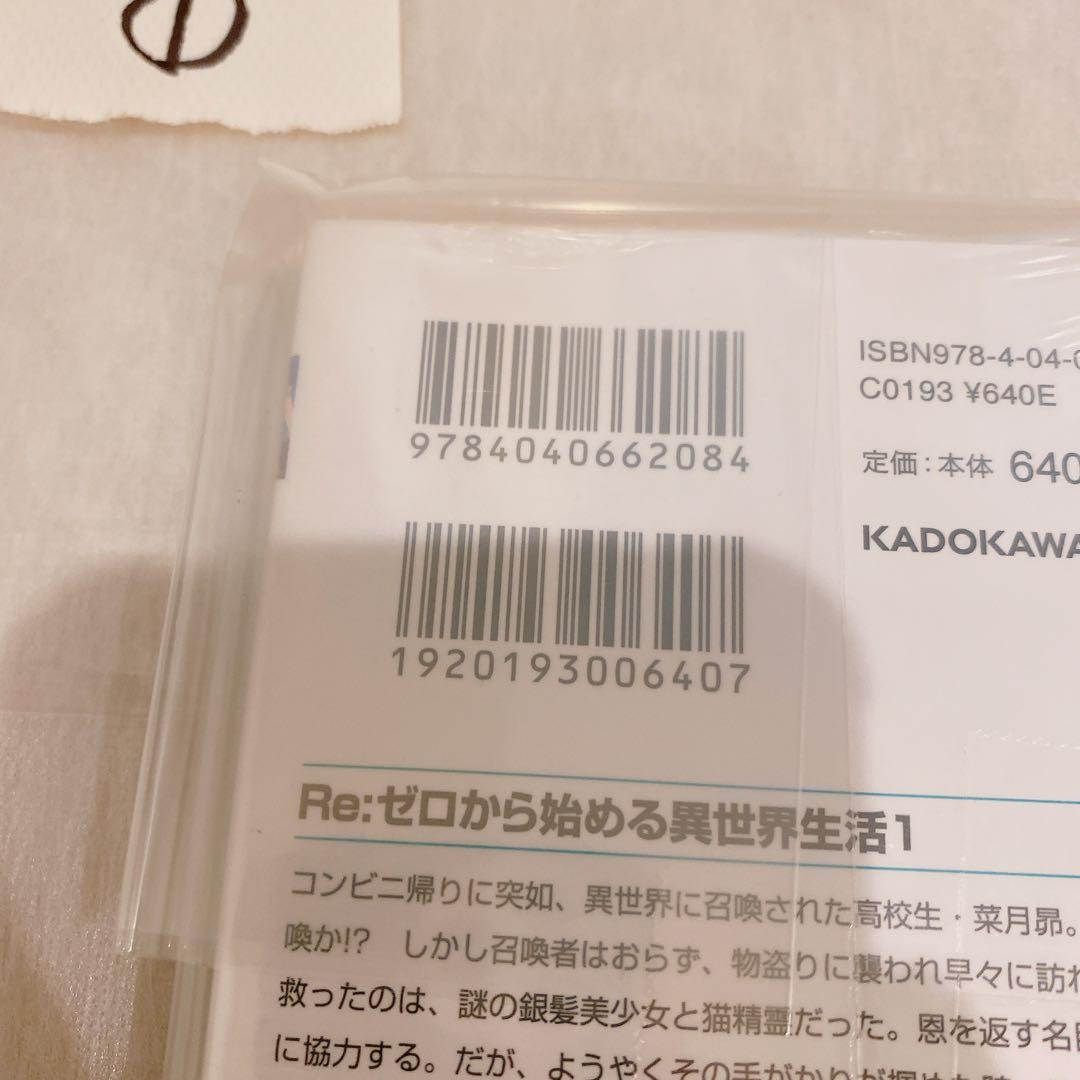 ①
9784040662084
ISBN978-4-04-
C0193 ¥640E
定価：本体 640
1920193006407
KADOKAWA
Re:ゼロから始める異世界生活1
コンビニ帰りに突如、異世界に召喚された高校生・菜月昴。
喚か!? しかし召喚者はおらず、物盗りに襲われ早々に訪れ
救ったのは、謎の銀髪美少女と猫精霊だった。恩を返す名目
に協力する。だが、ようやくその手がかりが掴めた